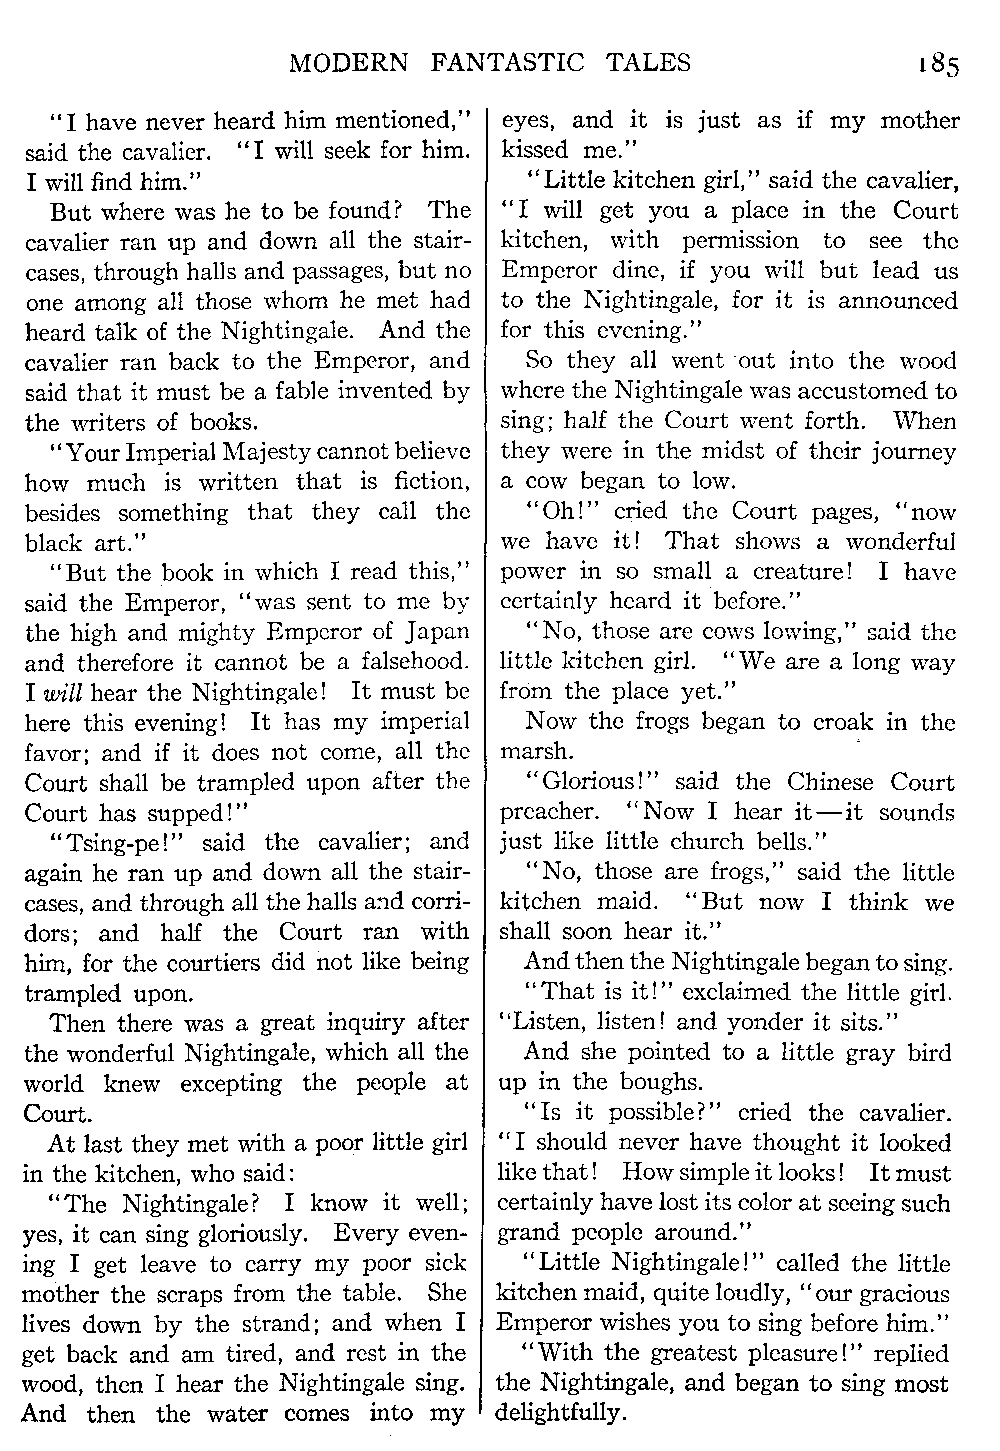 MODERN FANTASTIC TALES 185
"I have never heard him mentioned,"
said the cavalier. "I will seek for him.
I will find him."
But where was he to be found? The
cavalier ran up and down all the stair-
cases, through halls and passages, but no
one among all those whom he met had
heard talk of the Nightingale. And the
cavalier ran back to the Emperor, and
said that it must be a fable invented by
the writers of books.
"Your Imperial Majesty cannot believe
how much is written that is fiction,
besides something that they call the
black art."
"But the book in which I read this,"
said the Emperor, "was sent to me by
the high and mighty Emperor of Japan
and therefore it cannot be a falsehood.
I will hear the Nightingale! It must be
here this evening! It has my imperial
favor; and if it does not come, all the
Court shall be trampled upon after the
Court has supped!"
"Tsing-pe!" said the cavalier; and
again he ran up and down all the stair-
cases, and through all the halls and corri-
dors; and half the Court ran with
him, for the courtiers did not like being
trampled upon.
Then there was a great inquiry after
the wonderful Nightingale, which all the
world knew excepting the people at
Court.
At last they met with a poor little girl
in the kitchen, who said:
"The Nightingale? I know it well;
yes, it can sing gloriously. Every even-
ing I get leave to carry my poor sick
mother the scraps from the table. She
lives down by the strand; and when I
get back and am tired, and rest in the
wood, then I hear the Nightingale sing.
And then the water comes into my
eyes, and it is just as if my mother
kissed me."
"Little kitchen girl," said the cavalier,
"I will get you a place in the Court
kitchen, with permission to see the
Emperor dine, if you will but lead us
to the Nightingale, for it is announced
for this evening."
So they all went out into the wood
where the Nightingale was accustomed to
sing; half the Court went forth. When
they were in the midst of their journey
a cow began to low.
"Oh!" cried the Court pages, "now
we have it! That shows a wonderful
power in so small a creature! I have
certainly heard it before."
"No, those are cows lowing," said the
little kitchen girl. "We are a long way
from the place yet."
Now the frogs began to croak in the
marsh.
"Glorious!" said the Chinese Court
preacher. "Now I hear it—it sounds
just like little church bells."
"No, those are frogs," said the little
kitchen maid. "But now I think we
shall soon hear it."
And then the Nightingale began to sing.
"That is it!" exclaimed the little girl.
"Listen, listen! and yonder it sits."
And she pointed to a little gray bird
up in the boughs.
"Is it possible?" cried the cavalier.
"I should never have thought it looked
like that! How simple it looks! It must
certainly have lost its color at seeing such
grand people around."
"Little Nightingale!" called the little
kitchen maid, quite loudly, "our gracious
Emperor wishes you to sing before him."
"With the greatest pleasure!" replied
the Nightingale, and began to sing most
delightfully.